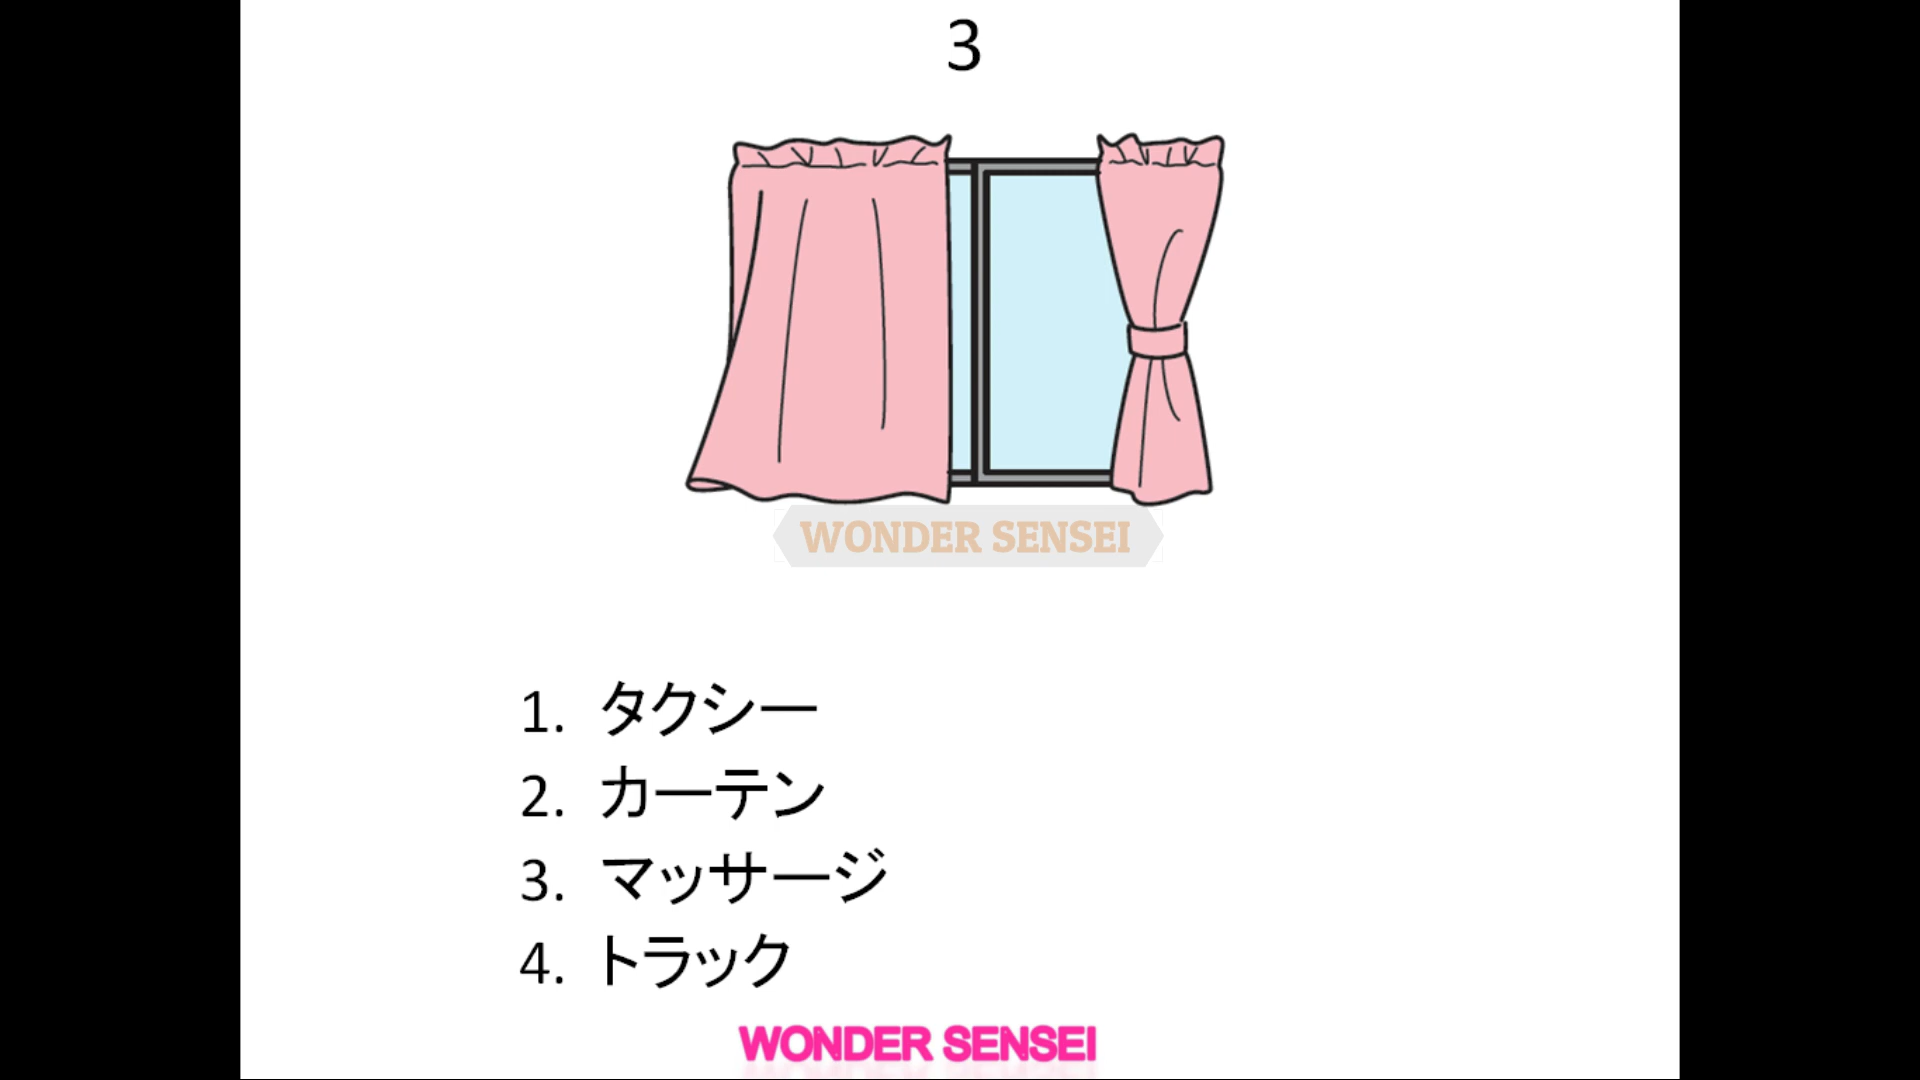 3
WONDER SENSEI
1. タクシー
2. カーテン
3. マッサージ
4. トラック
WONDER SENSEI